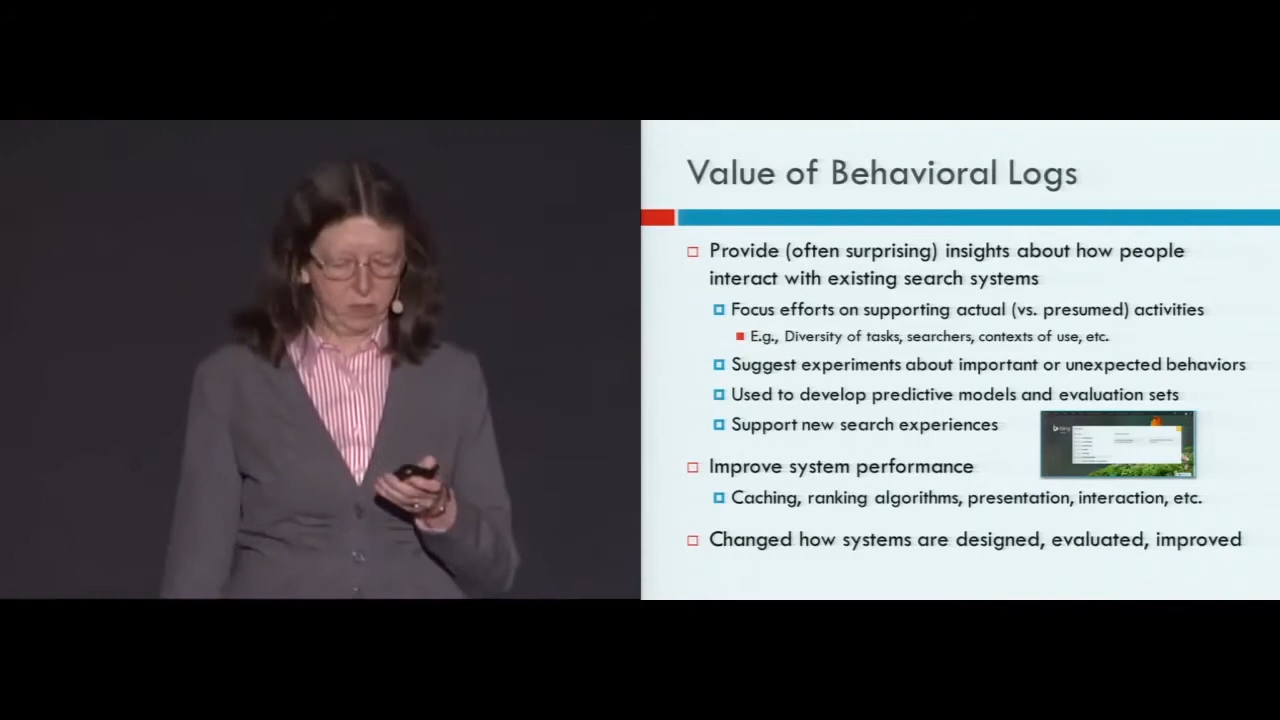 Value of Behavioral Logs
Provide (often surprising) insights about how people
interact with existing search systems
Focus efforts on supporting actual (vs. presumed) activities
E.g., Diversity of tasks, searchers, contexts of use, etc.
Suggest experiments about important or unexpected behaviors
Used to develop predictive models and evaluation sets
Support new search experiences
bing
Improve system performance
Caching, ranking algorithms, presentation, interaction, etc.
Changed how systems are designed, evaluated, improved